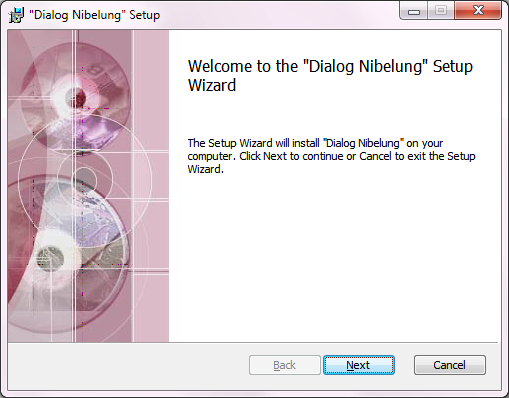 "Dialog Nibelung" Setup
Welcome to the "Dialog Nibelung" Setup
Wizard
The Setup Wizard will install "Dialog Nibelung" on your
computer. Click Next to continue or Cancel to exit the Setup
Wizard.
Back Next Cancel